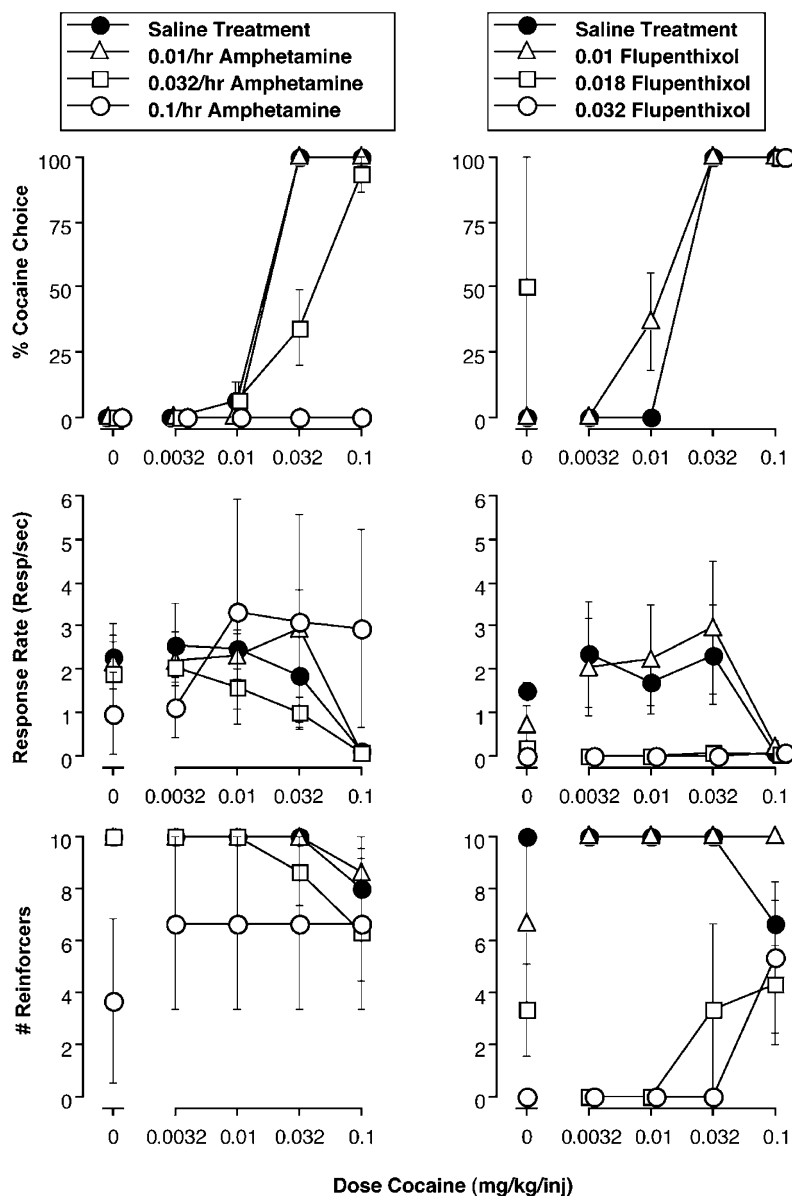 Saline Treatment
0.01/hr Amphetamine
0.032/hr Amphetamine
0.1/hr Amphetamine
Saline Treatment
0.01 Flupenthixol
0.018 Flupenthixol
0.032 Flupenthixol
% Cocaine Choice
100
75
50
25
0
0 0.0032 0.01 0.032 0.1
100
75
50
25
0
0 0.0032 0.01 0.032 0.1
Response Rate (Resp/sec)
6
5
4
3
2
1
0
0 0.0032 0.01 0.032 0.1
6
5
4
3
2
1
0
0 0.0032 0.01 0.032 0.1
# Reinforcers
10
8
6
4
2
0
0 0.0032 0.01 0.032 0.1
10
8
6
4
2
0
0 0.0032 0.01 0.032 0.1
Dose Cocaine (mg/kg/inj)